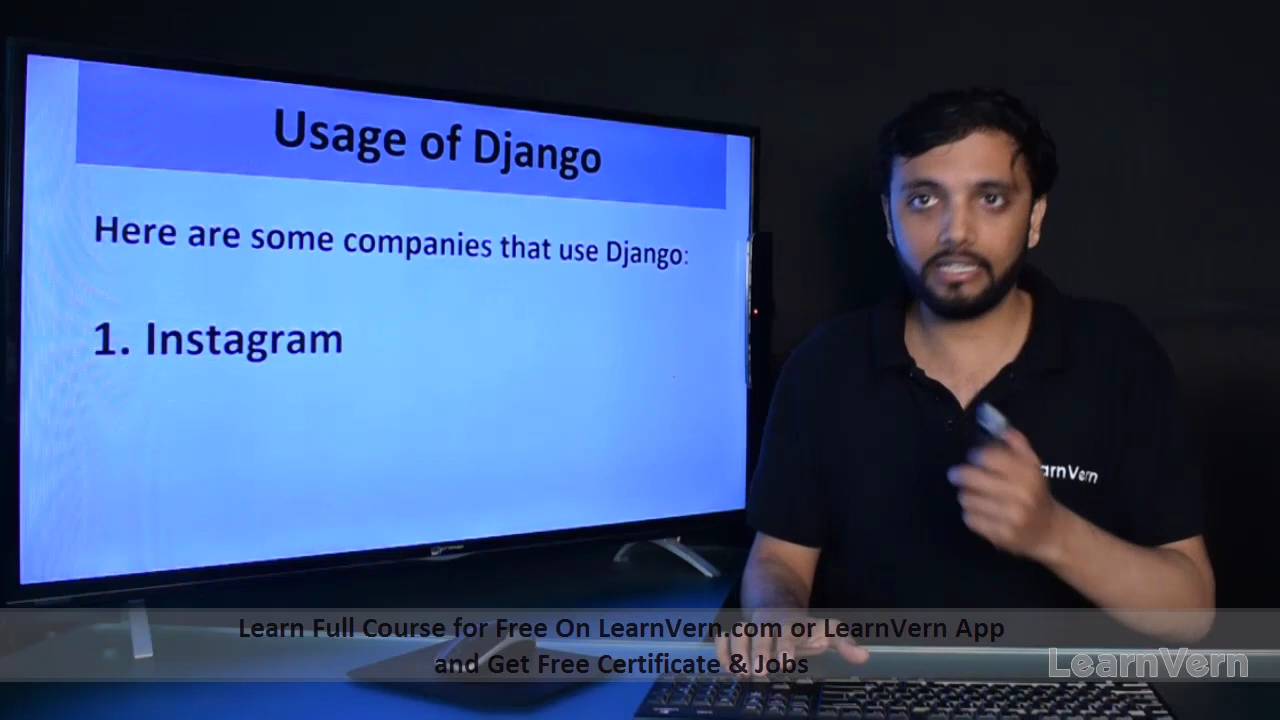 Usage of Django
Here are some companies that use Django:
1. Instagram
arnVern
Learn Full Course for Free On LearnVern.com or LearnVern App
and Get Free Certificate & Jobs
LearnVern